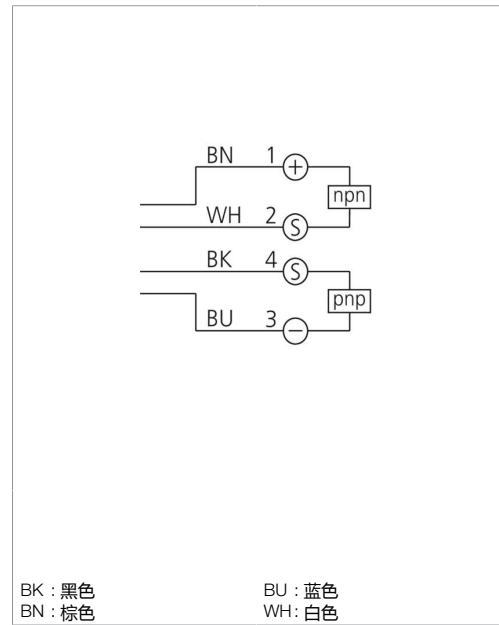 BN 1 +
npn
WH 2 S
BK 4 S
pnp
BU 3 −
BK : 黑色 BU : 蓝色
BN : 棕色 WH : 白色